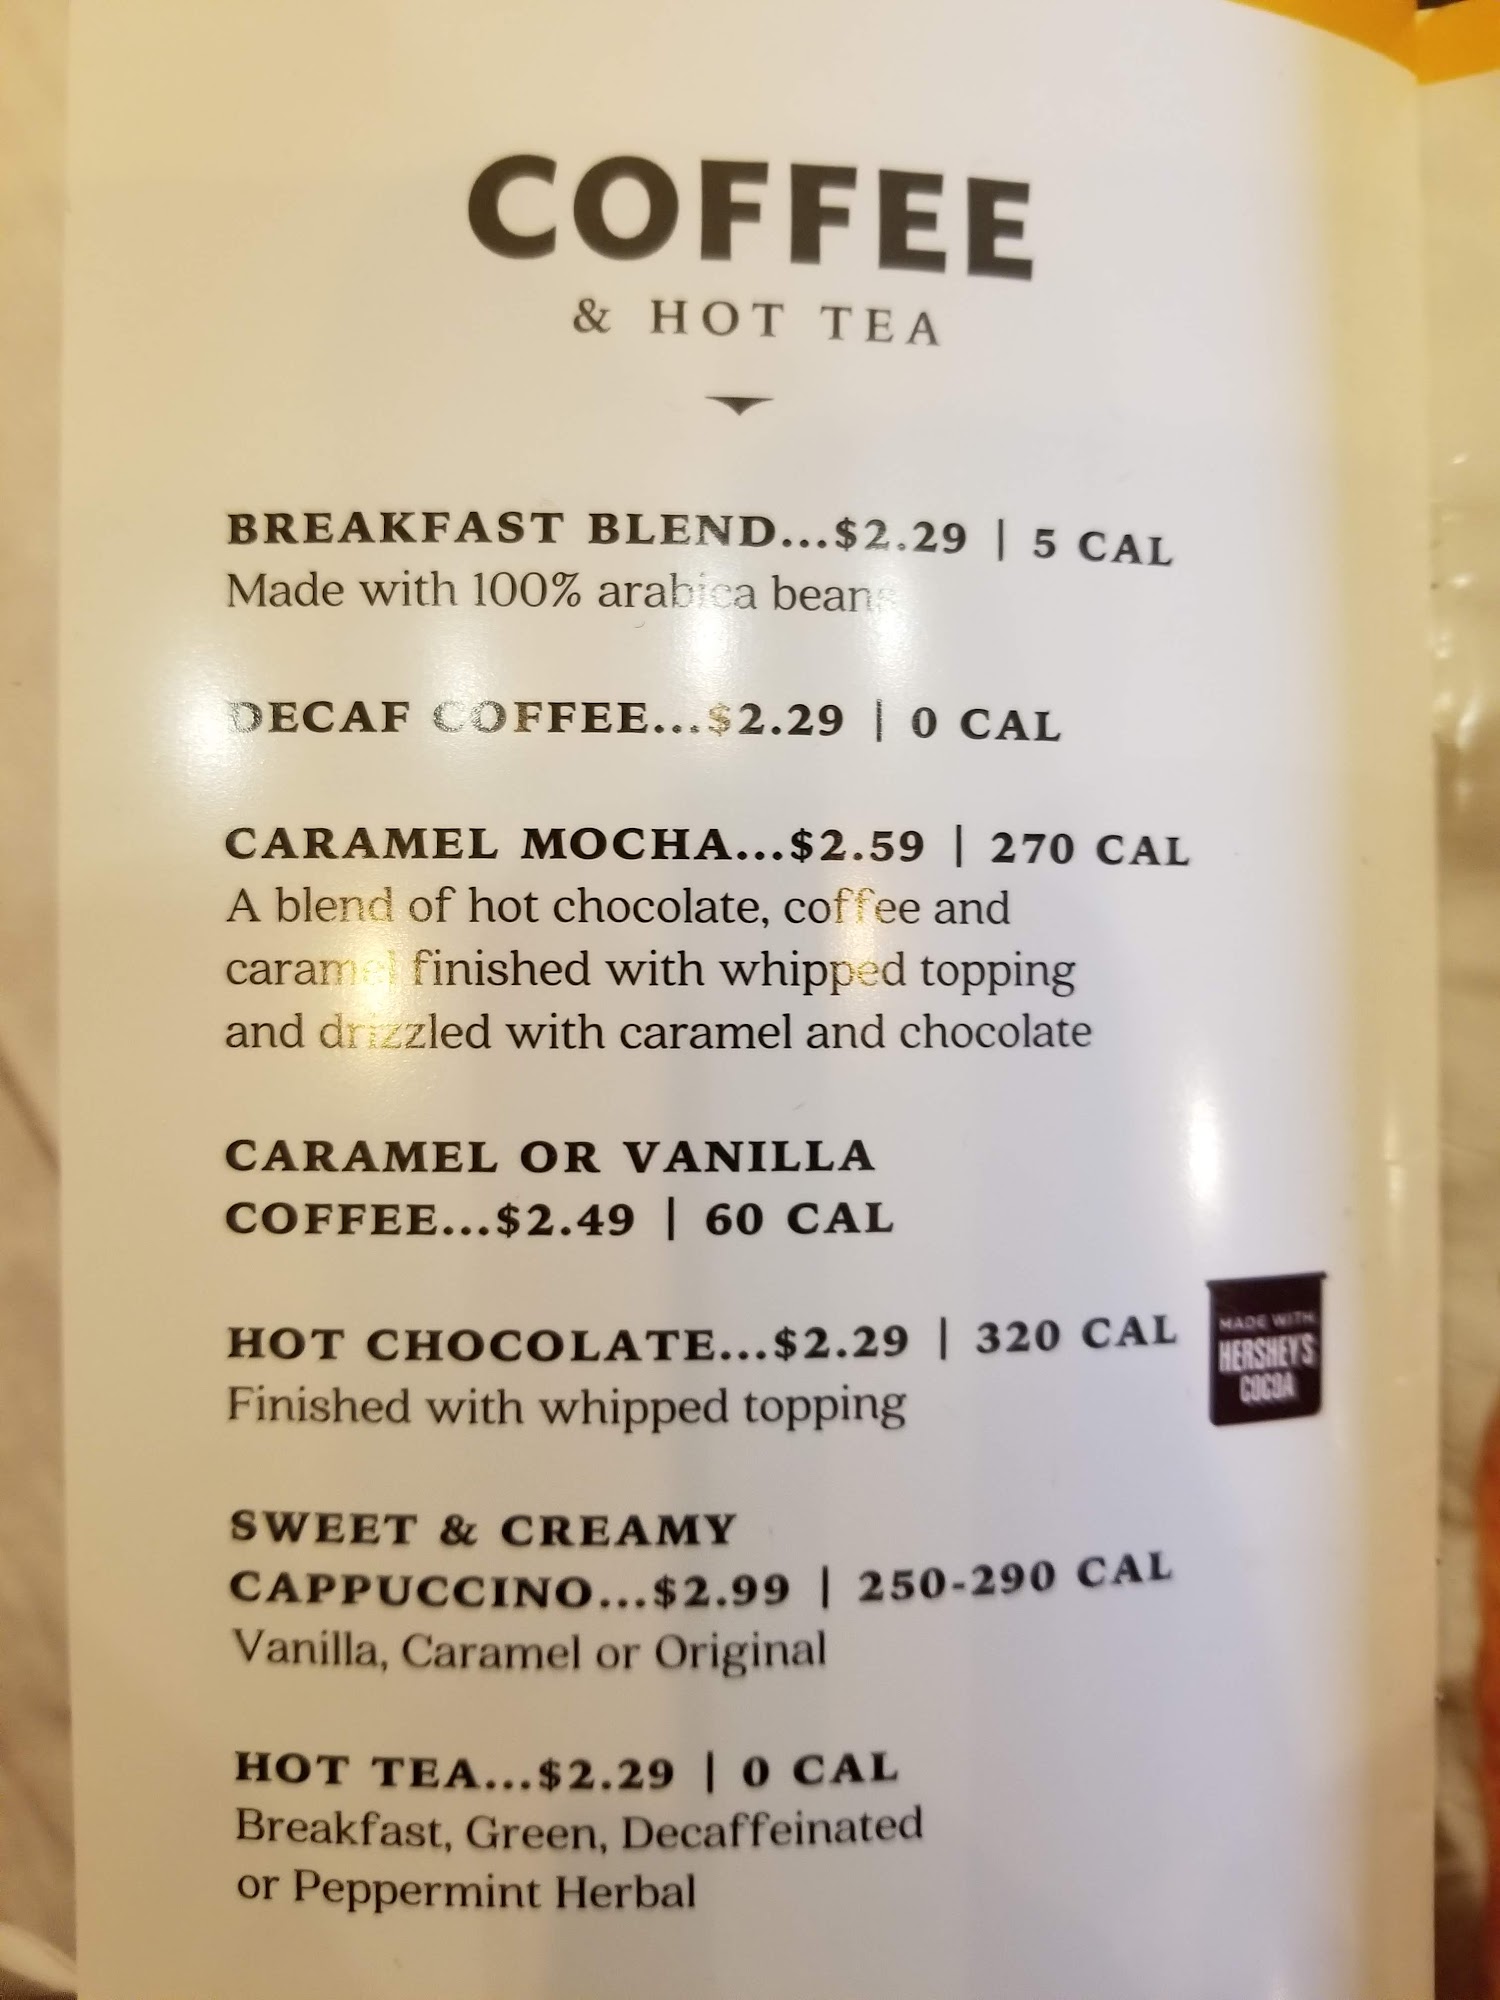 COFFEE
& HOT TEA
BREAKFAST BLEND...$2.29 | 5 CAL
Made with 100% arabica beans
DECAF COFFEE...$2.29 | 0 CAL
CARAMEL MOCHA...$2.59 | 270 CAL
A blend of hot chocolate, coffee and
caramel finished with whipped topping
and drizzled with caramel and chocolate
CARAMEL OR VANILLA
COFFEE...$2.49 | 60 CAL
HOT CHOCOLATE...$2.29 | 320 CAL
Finished with whipped topping
MADE WITH
HERSHEY'S
COCOA
SWEET & CREAMY
CAPPUCCINO...$2.99 | 250-290 CAL
Vanilla, Caramel or Original
HOT TEA...$2.29 | 0 CAL
Breakfast, Green, Decaffeinated
or Peppermint Herbal